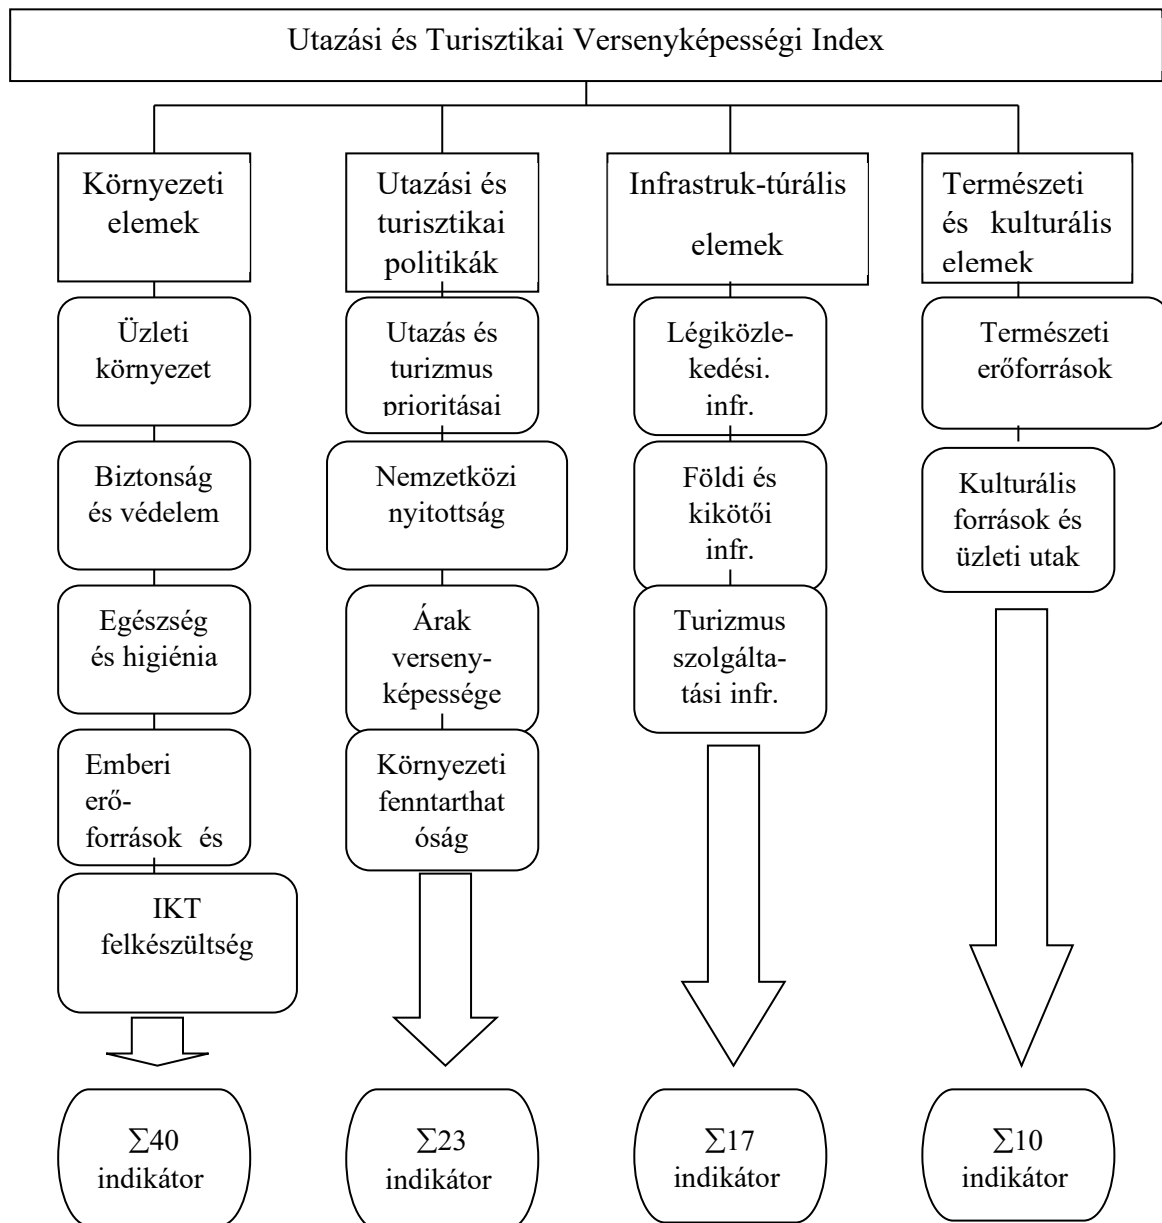 Utazási és Turisztikai Versenyképességi Index
Környezeti
elemek
Üzleti
környezet
Biztonság
és védelem
Egészség
és higiénia
Emberi
erő-
források és
IKT
felkészültség
∑40
indikátor
Utazási és
turisztikai
politikák
Utazás és
turizmus
prioritásai
Nemzetközi
nyitottság
Árak
verseny-
képessége
Környezeti
fenntarthat
óság
∑23
indikátor
Infrastruk-túrális
elemek
Légiközle-
kedési.
infr.
Földi és
kikötői
infr.
Turizmus
szolgálta-
tási infr.
∑17
indikátor
Természeti
és kulturális
elemek
Természeti
erőforrások
Kulturális
források és
üzleti utak
∑10
indikátor